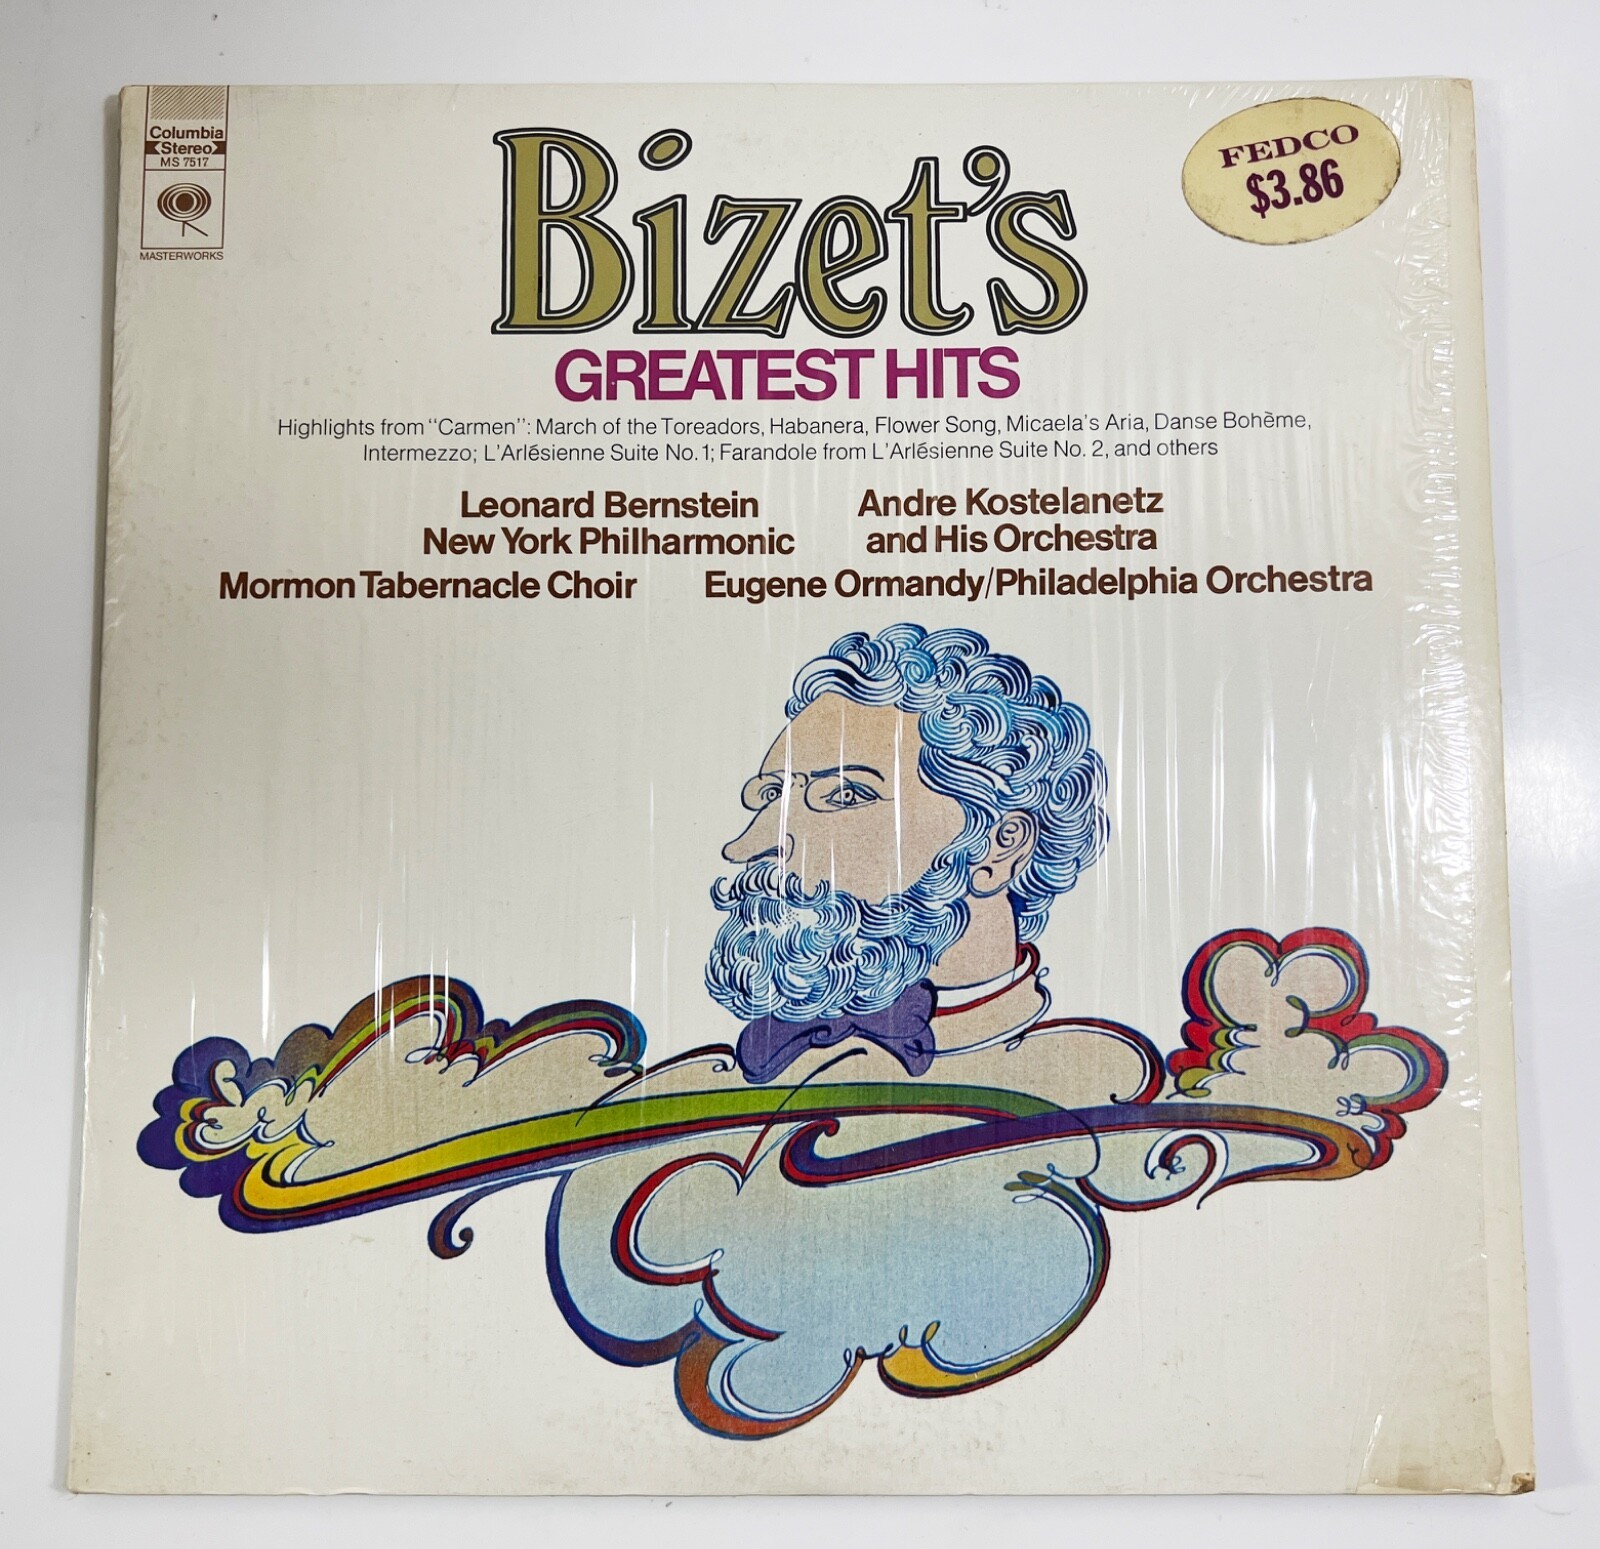 Columbia
Stereo
MS 7517
MASTERWORKS
FEDCO
$3.86
Bizet's
GREATEST HITS
Highlights from "Carmen": March of the Toreadors, Habanera, Flower Song, Micaela's Aria, Danse Bohème,
Intermezzo; L'Arlésienne Suite No. 1; Farandole from L'Arlésienne Suite No. 2, and others
Leonard Bernstein
New York Philharmonic
Andre Kostelanetz
and His Orchestra
Mormon Tabernacle Choir
Eugene Ormandy/Philadelphia Orchestra